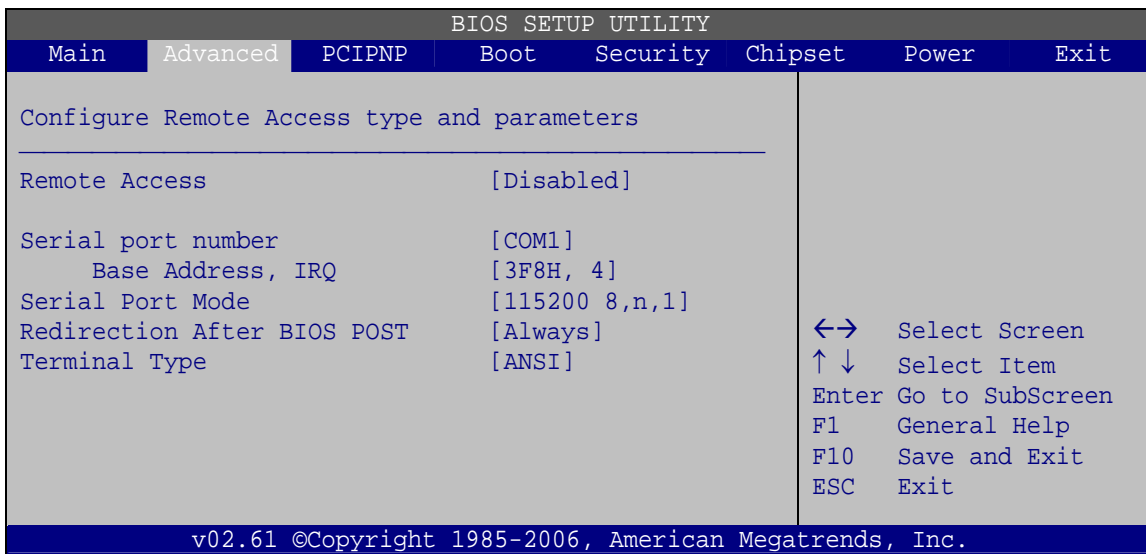 BIOS SETUP UTILITY
Main Advanced PCIPNP Boot Security Chipset Power Exit
Configure Remote Access type and parameters
Remote Access [Disabled]
Serial port number [COM1]
Base Address, IRQ [3F8H, 4]
Serial Port Mode [115200 8,n,1]
Redirection After BIOS POST [Always]
Terminal Type [ANSI]
←→ Select Screen
↑ ↓ Select Item
Enter Go to SubScreen
F1 General Help
F10 Save and Exit
ESC Exit
v02.61 ©Copyright 1985-2006, American Megatrends, Inc.